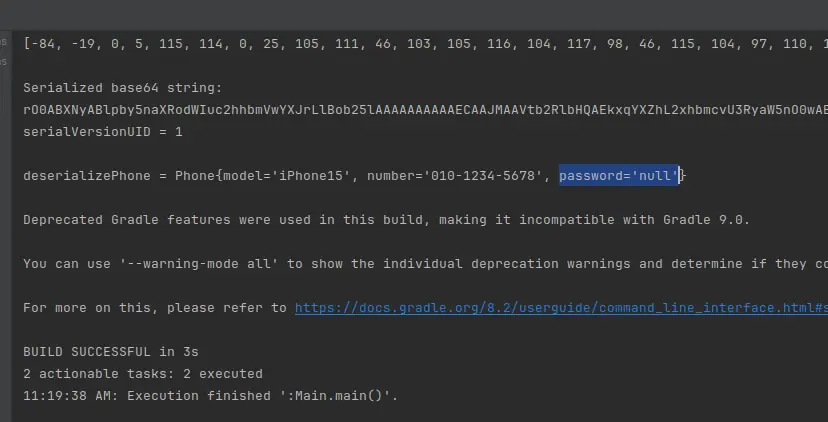 [-84, -19, 0, 5, 115, 114, 0, 25, 105, 111, 46, 103, 105, 116, 104, 117, 98, 46, 115, 104, 97, 110, 1
Serialized base64 string:
rO0ABXNyABlpby5naXRodWIuc2hhbmVwYXJrLlBob25lAAAAAAAAAAECAAJMAAVtb2RlbHQAEkxqYXZhL2xhbmcvU3RyaW5nO0wAB
serialVersionUID = 1
deserializePhone = Phone{model='iPhone15', number='010-1234-5678', password='null'}
Deprecated Gradle features were used in this build, making it incompatible with Gradle 9.0.
You can use '--warning-mode all' to show the individual deprecation warnings and determine if they co
For more on this, please refer to https://docs.gradle.org/8.2/userguide/command_line_interface.html#s
BUILD SUCCESSFUL in 3s
2 actionable tasks: 2 executed
11:19:38 AM: Execution finished ':Main.main()'.